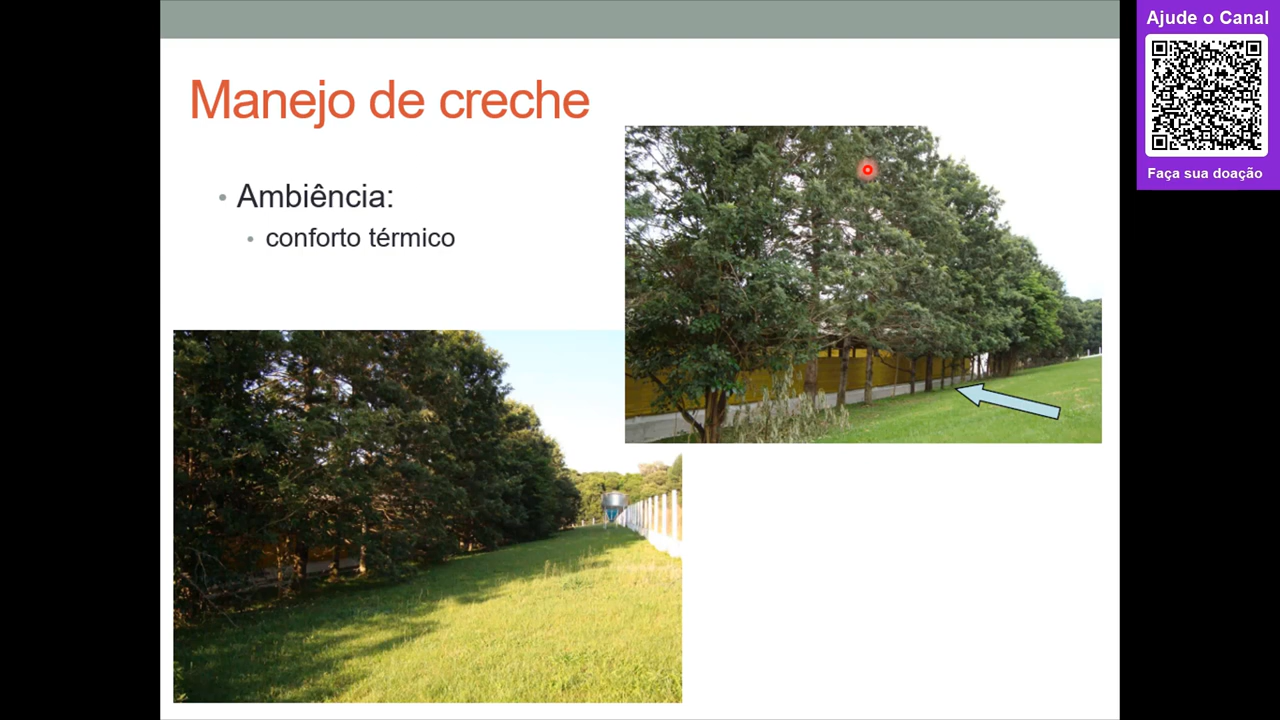 Manejo de creche
• Ambiência:
• conforto térmico
Ajude o Canal
Faça sua doação